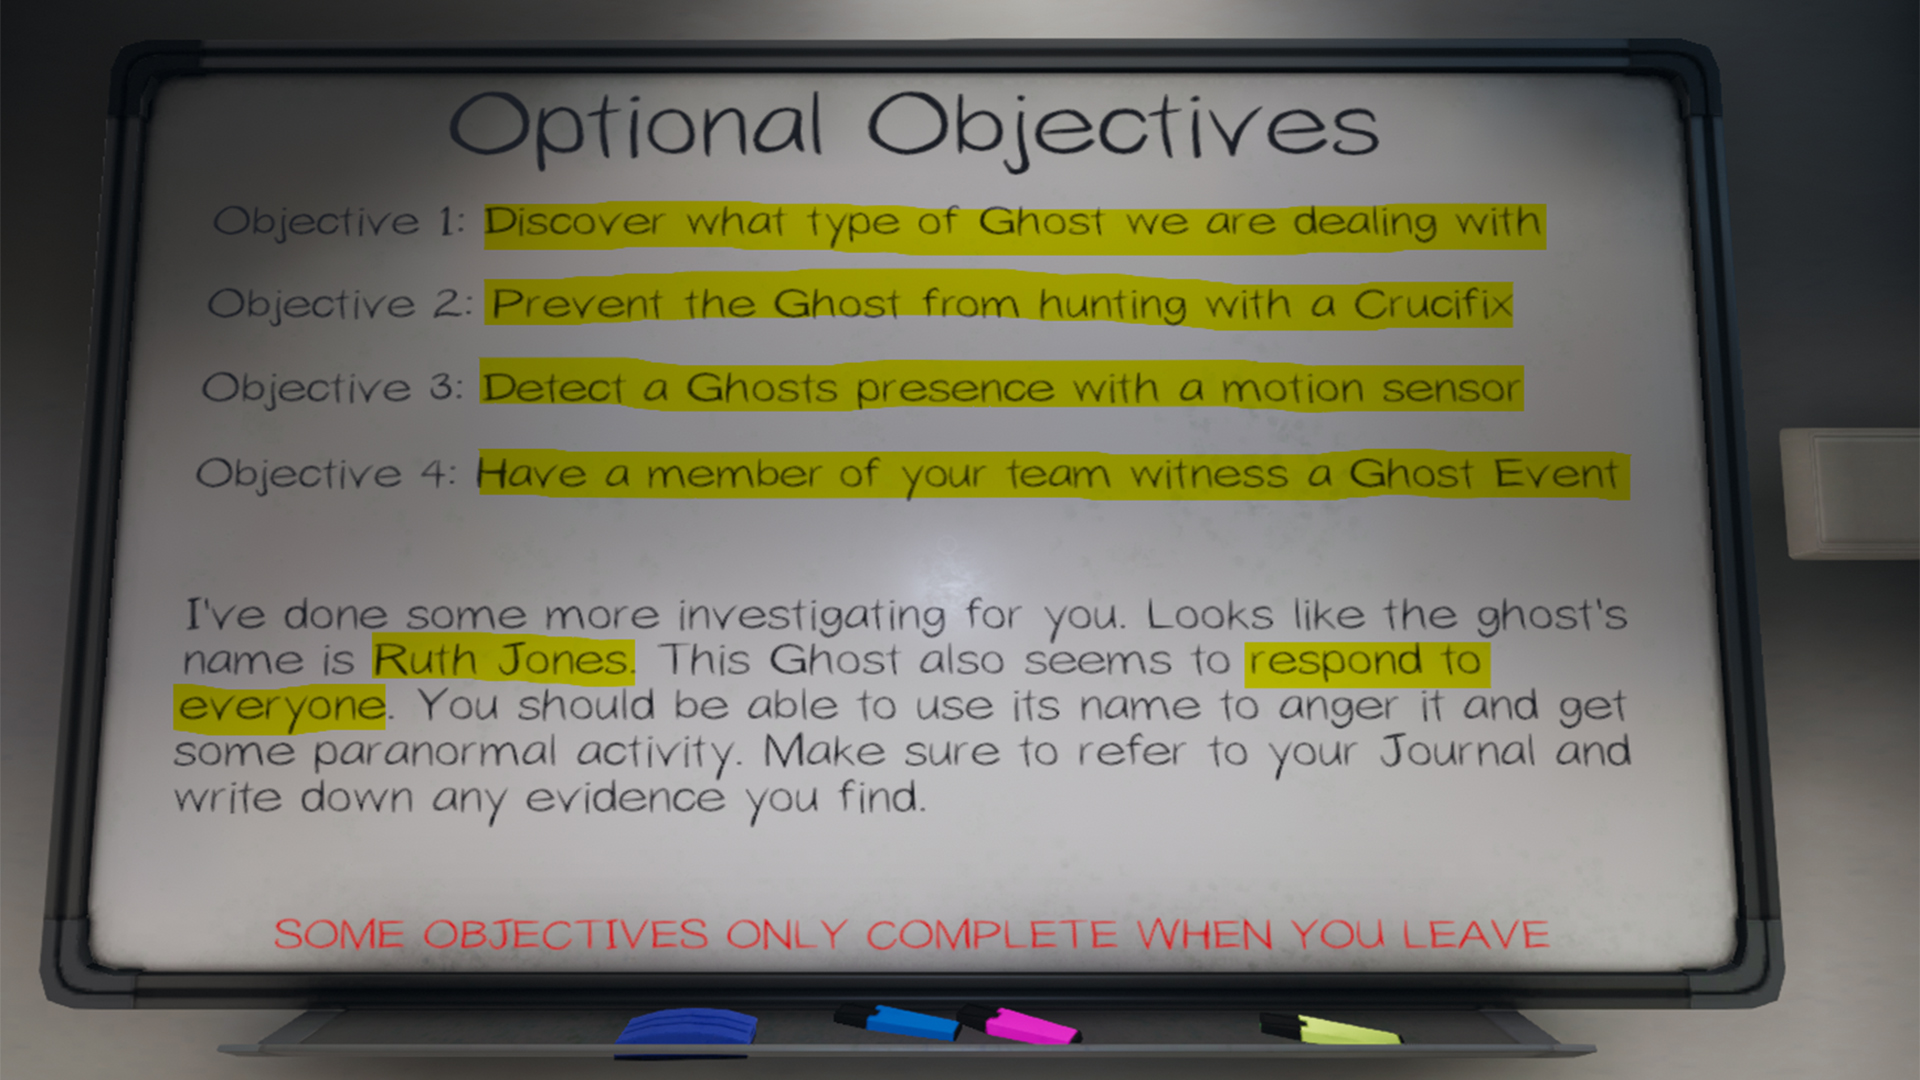 Optional Objectives
Objective 1: Discover what type of Ghost we are dealing with
Objective 2: Prevent the Ghost from hunting with a Crucifix
Objective 3: Detect a Ghosts presence with a motion sensor
Objective 4: Have a member of your team witness a Ghost Event
I've done some more investigating for you. Looks like the ghost's
name is Ruth Jones. This Ghost also seems to respond to
everyone. You should be able to use its name to anger it and get
some paranormal activity. Make sure to refer to your Journal and
write down any evidence you find.
SOME OBJECTIVES ONLY COMPLETE WHEN YOU LEAVE